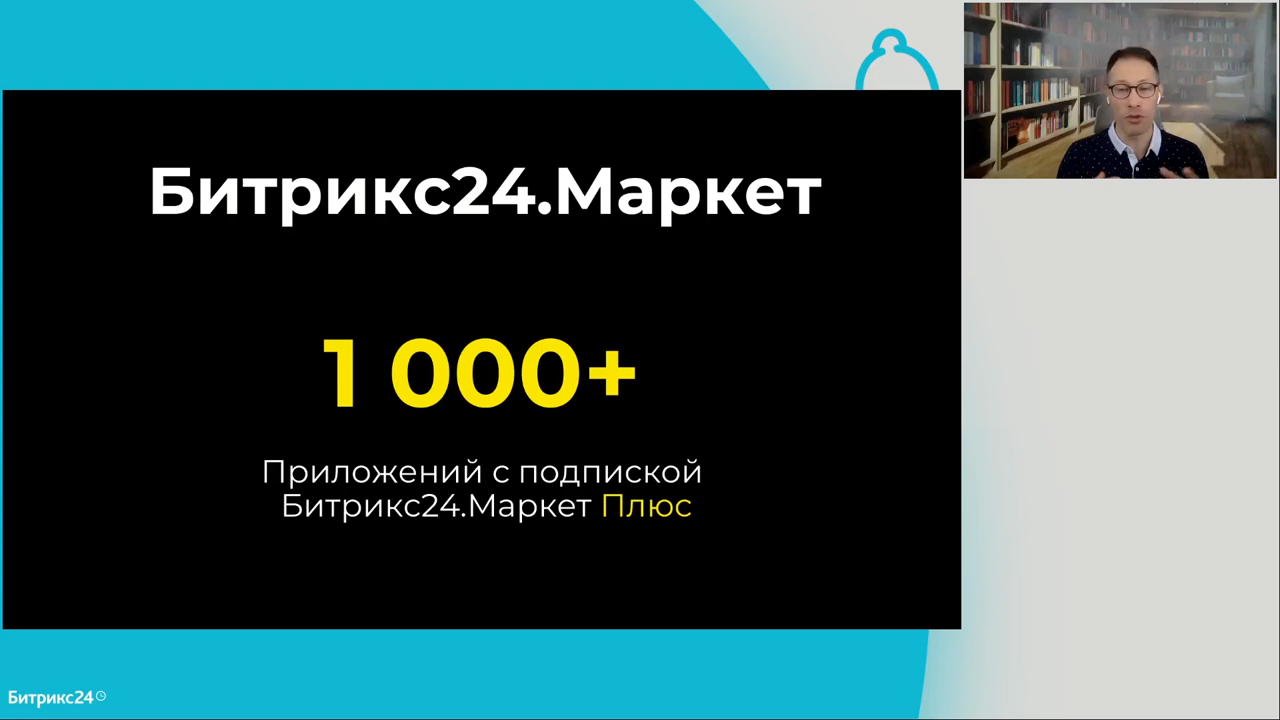 Битрикс24.Маркет
1 000+
Приложений с подпиской
Битрикс24.Маркет Плюс
Битрикс24